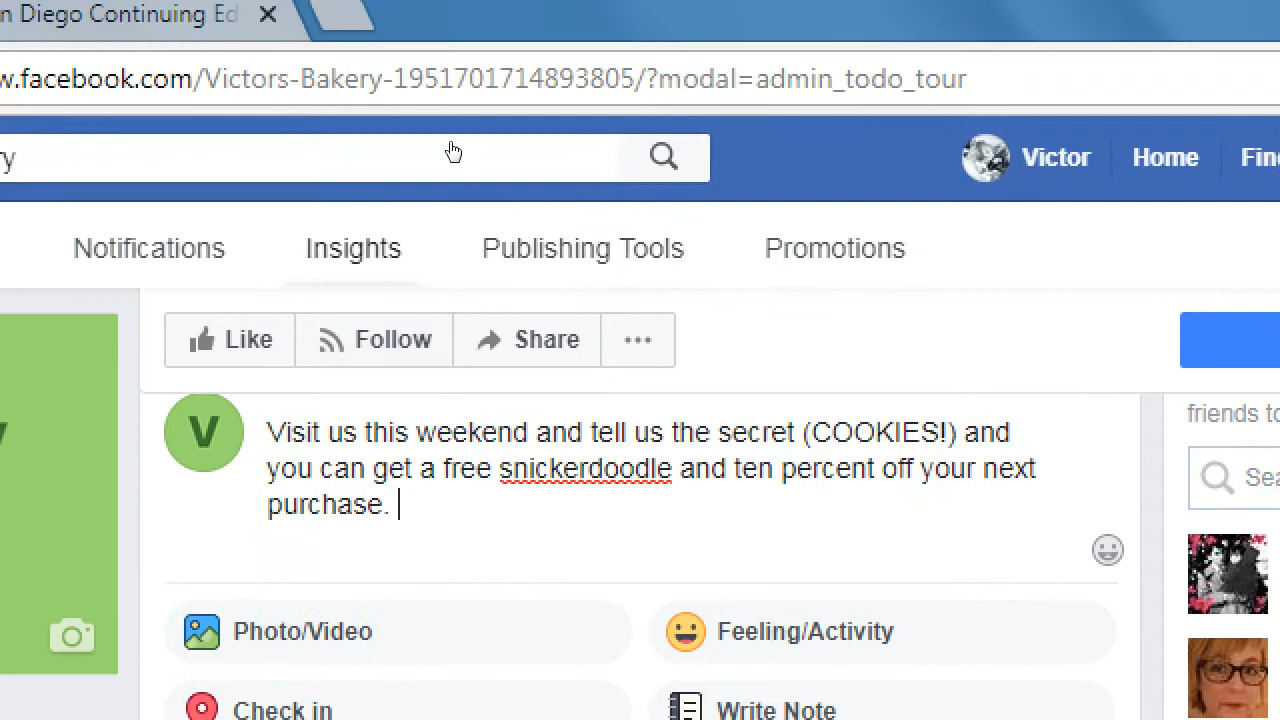 n Diego Continuing Ed
w.facebook.com/Victors-Bakery-1951701714893805/?modal=admin_todo_tour
ry
Victor
Home
Fin
Notifications
Insights
Publishing Tools
Promotions
Like
Follow
Share
friends to
V
Visit us this weekend and tell us the secret (COOKIES!) and
you can get a free snickerdoodle and ten percent off your next
purchase.
Sea
Photo/Video
Feeling/Activity
Check in
Write Note